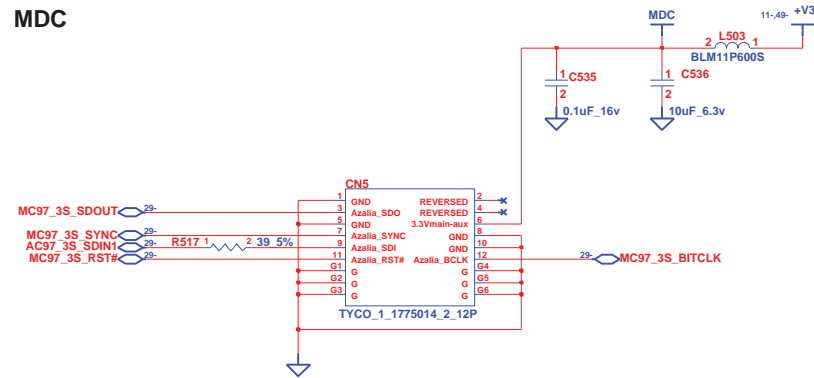 MDC
MDC
11-,49- +V3
L503
2 1
BLM11P600S
1 C535
2
0.1uF_16v
1 C536
2
10uF_6.3v
CN5
1 GND REVERSED 2
MC97_3S_SDOUT 29- 3 Azalia_SDO REVERSED 4
5 GND 3.3Vmain-aux 6
MC97_3S_SYNC 29- 7 Azalia_SYNC GND 8
AC97_3S_SDIN1 29- R517 1 2 39_5% 9 Azalia_SDI GND 10
MC97_3S_RST# 29- 11 Azalia_RST# Azalia_BCLK 12 29- MC97_3S_BITCLK
G1 G G G4
G2 G G G5
G3 G G G6
TYCO_1_1775014_2_12P